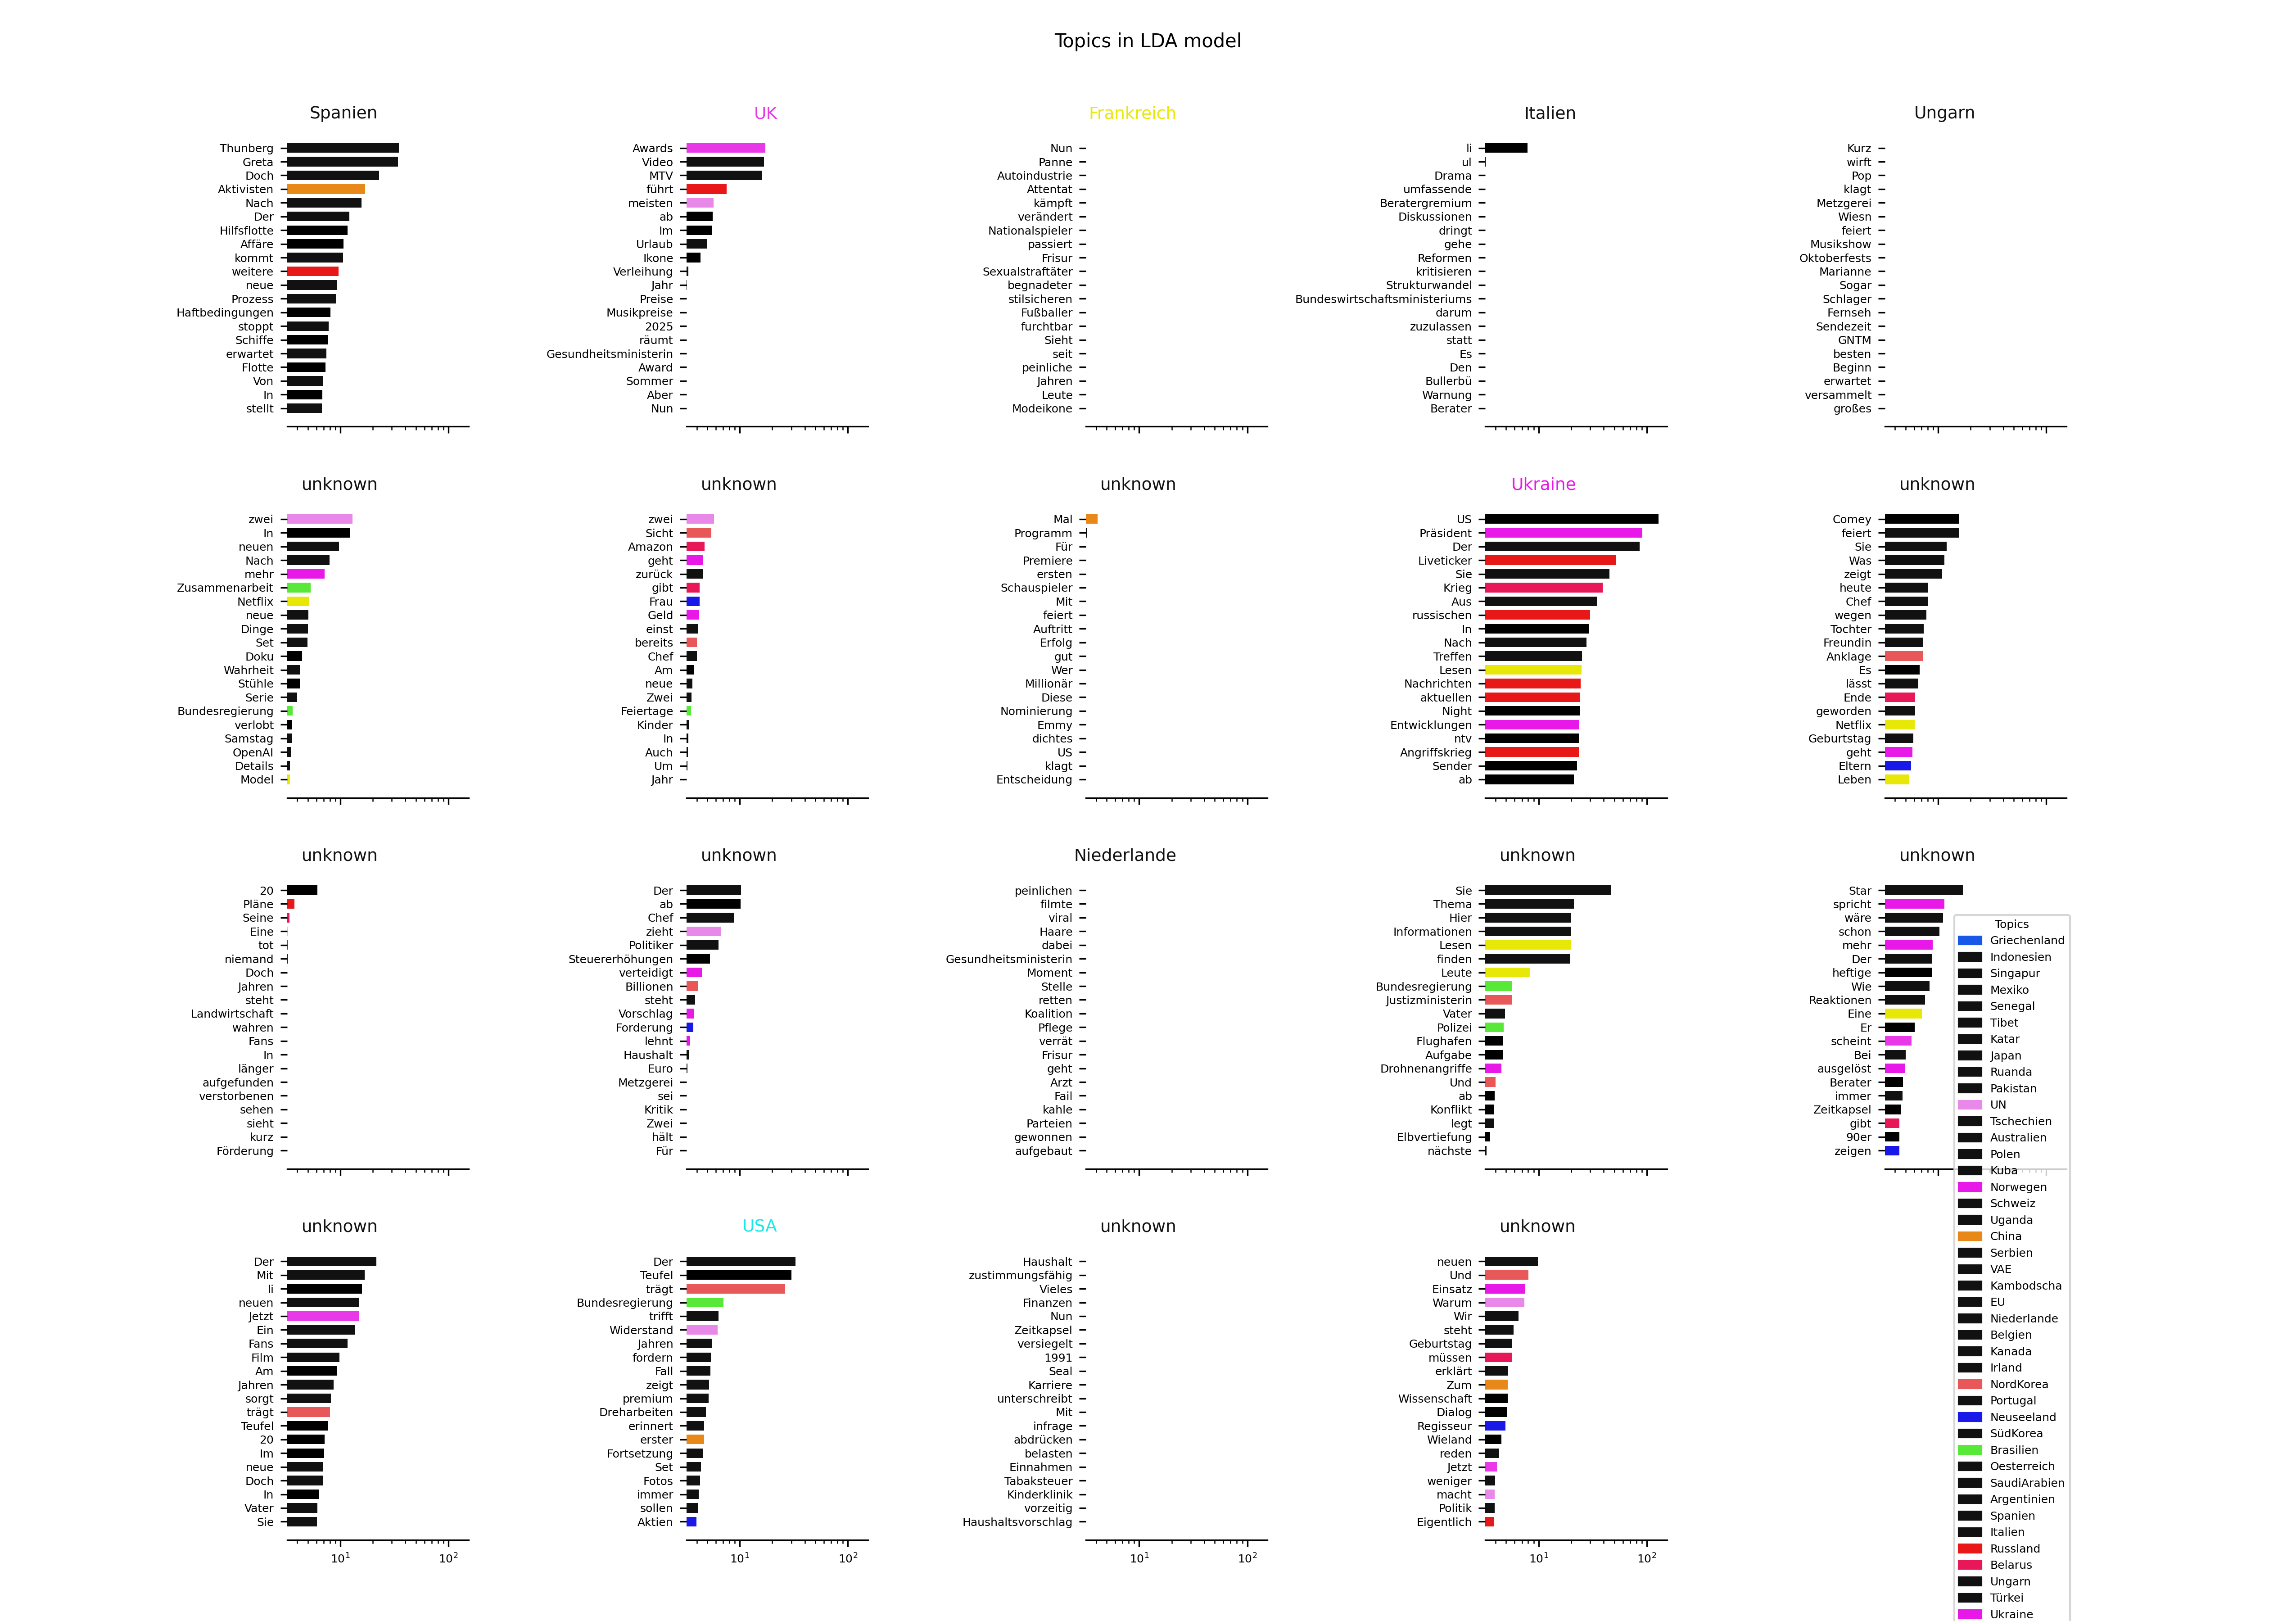 Topics in LDA model
Spanien
Thunberg
Greta
Doch
Aktivisten
Nach
Der
Hilfsflotte
Affäre
kommt
weitere
neue
Prozess
Haftbedingungen
stoppt
Schiffe
erwartet
Flotte
Von
In
stellt
UK
Awards
Video
MTV
führt
meisten
ab
Im
Urlaub
Ikone
Verleihung
Jahr
Preise
Musikpreise
2025
räumt
Gesundheitsministerin
Award
Sommer
Aber
Nun
Frankreich
Nun
Panne
Autoindustrie
Attentat
kämpft
verändert
Nationalspieler
passiert
Frisur
Sexualstraftäter
begnadeter
stilsicheren
Fußballer
furchtbar
Sieht
seit
peinliche
Jahren
Leute
Modeikone
Italien
li
ul
Drama
umfassende
Beratergremium
Diskussionen
dringt
gehe
Reformen
kritisieren
Strukturwandel
Bundeswirtschaftsministeriums
darum
zuzulassen
statt
Es
Den
Bullerbü
Warnung
Berater
Ungarn
Kurz
wirft
Pop
klagt
Metzgerei
Wiesn
feiert
Musikshow
Oktoberfests
Marianne
Sogar
Schlager
Fernseh
Sendezeit
GNTM
besten
Beginn
erwartet
versammelt
großes
unknown
zwei
In
neuen
Nach
mehr
Zusammenarbeit
Netflix
neue
Dinge
Set
Doku
Wahrheit
Stühle
Serie
Bundesregierung
verlobt
Samstag
OpenAI
Details
Model
unknown
zwei
Sicht
Amazon
geht
zurück
gibt
Frau
Geld
einst
bereits
Chef
Am
neue
Zwei
Feiertage
Kinder
In
Auch
Um
Jahr
unknown
Mal
Programm
Für
Premiere
ersten
Schauspieler
Mit
feiert
Auftritt
Erfolg
gut
Wer
Millionär
Diese
Nominierung
Emmy
dichtes
US
klagt
Entscheidung
Ukraine
US
Präsident
Der
Liveticker
Sie
Krieg
Aus
russischen
In
Nach
Treffen
Lesen
Nachrichten
aktuellen
Night
Entwicklungen
ntv
Angriffskrieg
Sender
ab
unknown
Comey
feiert
Sie
Was
zeigt
heute
Chef
wegen
Tochter
Freundin
Anklage
Es
lässt
Ende
geworden
Netflix
Geburtstag
geht
Eltern
Leben
unknown
20
Pläne
Seine
Eine
tot
niemand
Doch
Jahren
steht
Landwirtschaft
wahren
Fans
In
länger
aufgefunden
verstorbenen
sehen
sieht
kurz
Förderung
unknown
Der
ab
Chef
zieht
Politiker
Steuererhöhungen
verteidigt
Billionen
steht
Vorschlag
Forderung
lehnt
Haushalt
Euro
Metzgerei
sei
Kritik
Zwei
hält
Für
Niederlande
peinlichen
filmte
viral
Haare
dabei
Gesundheitsministerin
Moment
Stelle
retten
Koalition
Pflege
verrät
Frisur
geht
Arzt
Fail
kahle
Parteien
gewonnen
aufgebaut
unknown
Sie
Thema
Hier
Informationen
Lesen
finden
Leute
Bundesregierung
Justizministerin
Vater
Polizei
Flughafen
Aufgabe
Drohnenangriffe
Und
ab
Konflikt
legt
Elbvertiefung
nächste
unknown
Star
spricht
wäre
schon
mehr
Der
heftige
Wie
Reaktionen
Eine
Er
scheint
Bei
ausgelöst
Berater
immer
Zeitkapsel
gibt
90er
zeigen
unknown
Der
Mit
li
neuen
Jetzt
Ein
Fans
Film
Am
Jahren
sorgt
trägt
Teufel
20
Im
neue
Doch
In
Vater
Sie
10¹ 10²
USA
Der
Teufel
trägt
Bundesregierung
trifft
Widerstand
Jahren
fordern
Fall
zeigt
premium
Dreharbeiten
erinnert
erster
Fortsetzung
Set
Fotos
immer
sollen
Aktien
10¹ 10²
unknown
Haushalt
zustimmungsfähig
Vieles
Finanzen
Nun
Zeitkapsel
versiegelt
1991
Seal
Karriere
unterschreibt
Mit
infrage
abdrücken
belasten
Einnahmen
Tabaksteuer
Kinderklinik
vorzeitig
Haushaltsvorschlag
10¹ 10²
unknown
neuen
Und
Einsatz
Warum
Wir
steht
Geburtstag
müssen
erklärt
Zum
Wissenschaft
Dialog
Regisseur
Wieland
reden
Jetzt
weniger
macht
Politik
Eigentlich
10¹ 10²
Topics
Griechenland
Indonesien
Singapur
Mexiko
Senegal
Tibet
Katar
Japan
Ruanda
Pakistan
UN
Tschechien
Australien
Polen
Kuba
Norwegen
Schweiz
Uganda
China
Serbien
VAE
Kambodscha
EU
Niederlande
Belgien
Kanada
Irland
NordKorea
Portugal
Neuseeland
SüdKorea
Brasilien
Oesterreich
SaudiArabien
Argentinien
Spanien
Italien
Russland
Belarus
Ungarn
Türkei
Ukraine